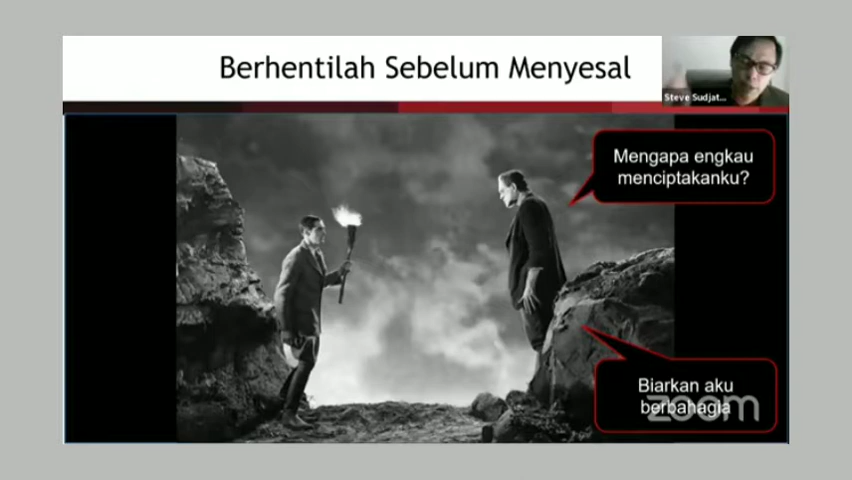 Berhentilah Sebelum Menyesal
Steve Sudjat...
Mengapa engkau
menciptakanku?
Biarkan aku
berbahagia
zoom